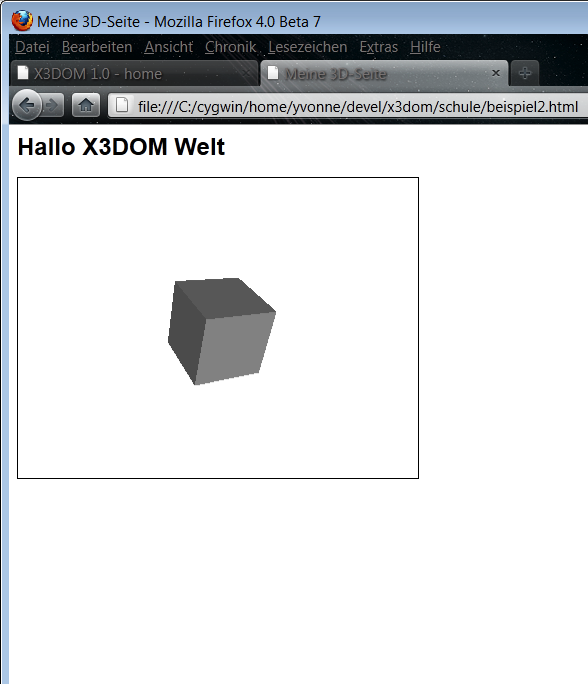 Meine 3D-Seite - Mozilla Firefox 4.0 Beta 7
Datei Bearbeiten Ansicht Chronik Lesezeichen Extras Hilfe
X3DOM 1.0 - home Meine 3D-Seite
file:///C:/cygwin/home/yvonne/devel/x3dom/schule/beispiel2.html
Hallo X3DOM Welt